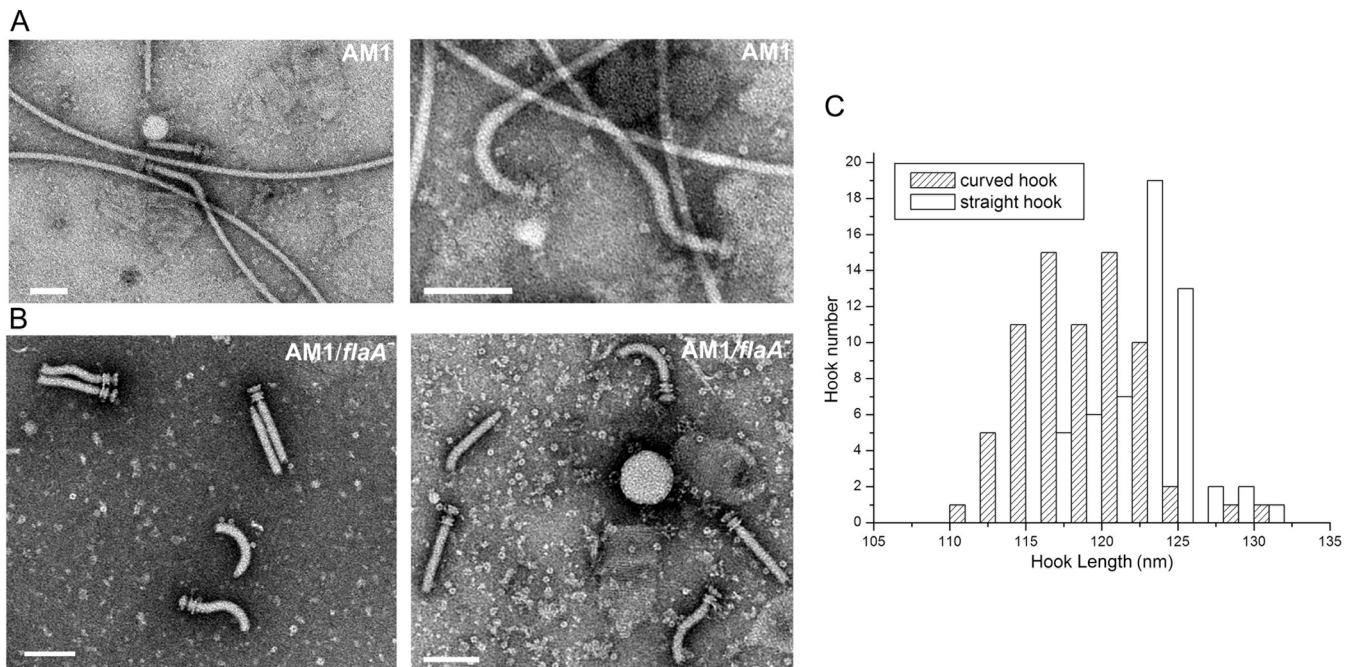 A
AM1
AM1
B
AM1/flaA⁻
AM1/flaA⁻
C
curved hook
straight hook
Hook number
20
18
16
14
12
10
8
6
4
2
0
105
110
115
120
125
130
135
Hook Length (nm)